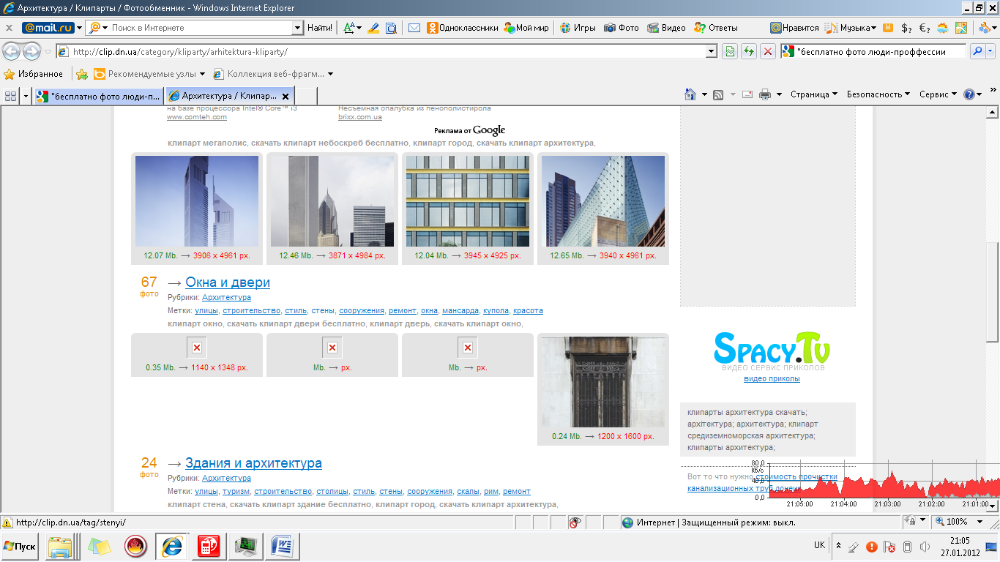 Архитектура / Клипарты / Фотообменник - Windows Internet Explorer
@mail.ru Поиск в Интернете Найти! Одноклассники Мой мир Игры Фото Видео Ответы Нравится Музыка
http://clip.dn.ua/category/kliparty/arhitektura-kliparty/ "бесплатно фото люди-проффессии
Избранное Рекомендуемые узлы Коллекция веб-фрагм...
"бесплатно фото люди-п... Архитектура / Клипар... Страница Безопасность Сервис
на базе процессора Intel® Core™ i3 Несъемная опалубка из пенополистирола
www.comteh.com brixx.com.ua
Реклама от Google
клипарт мегаполис, скачать клипарт небоскреб бесплатно, клипарт город, скачать клипарт архитектура,
12.07 Mb. → 3906 x 4961 px. 12.46 Mb. → 3871 x 4984 px. 12.04 Mb. → 3945 x 4925 px. 12.65 Mb. → 3940 x 4961 px.
67 → Окна и двери
фото Рубрики: Архитектура
Метки: улицы, строительство, стиль, стены, сооружения, ремонт, окна, мансарда, купола, красота
клипарт окно, скачать клипарт двери бесплатно, клипарт дверь, скачать клипарт окно,
0.35 Mb. → 1140 x 1348 px. Mb. → px. Mb. → px.
0.24 Mb. → 1200 x 1600 px.
24 → Здания и архитектура
фото Рубрики: Архитектура
Метки: улицы, туризм, строительство, столицы, стиль, стены, сооружения, скалы, рим, ремонт
клипарт стена, скачать клипарт здание бесплатно, клипарт город, скачать клипарт архитектура,
Spacy.Tv
ВИДЕО СЕРВИС ПРИКОЛОВ
видео приколы
клипарты архитектура скачать;
архітектура; архитектура; клипарт
средиземноморская архитектура;
клипарты архитектура;
Вот то что нужно стоимость прочистки
канализационных труб донецк
80,0
Кб/с
40,0
0,0
21:05:00 21:04:00 21:03:00 21:02:00 21:01:00
http://clip.dn.ua/tag/stenyi/ Интернет | Защищенный режим: выкл. 100%
Пуск UK 21:05
27.01.2012